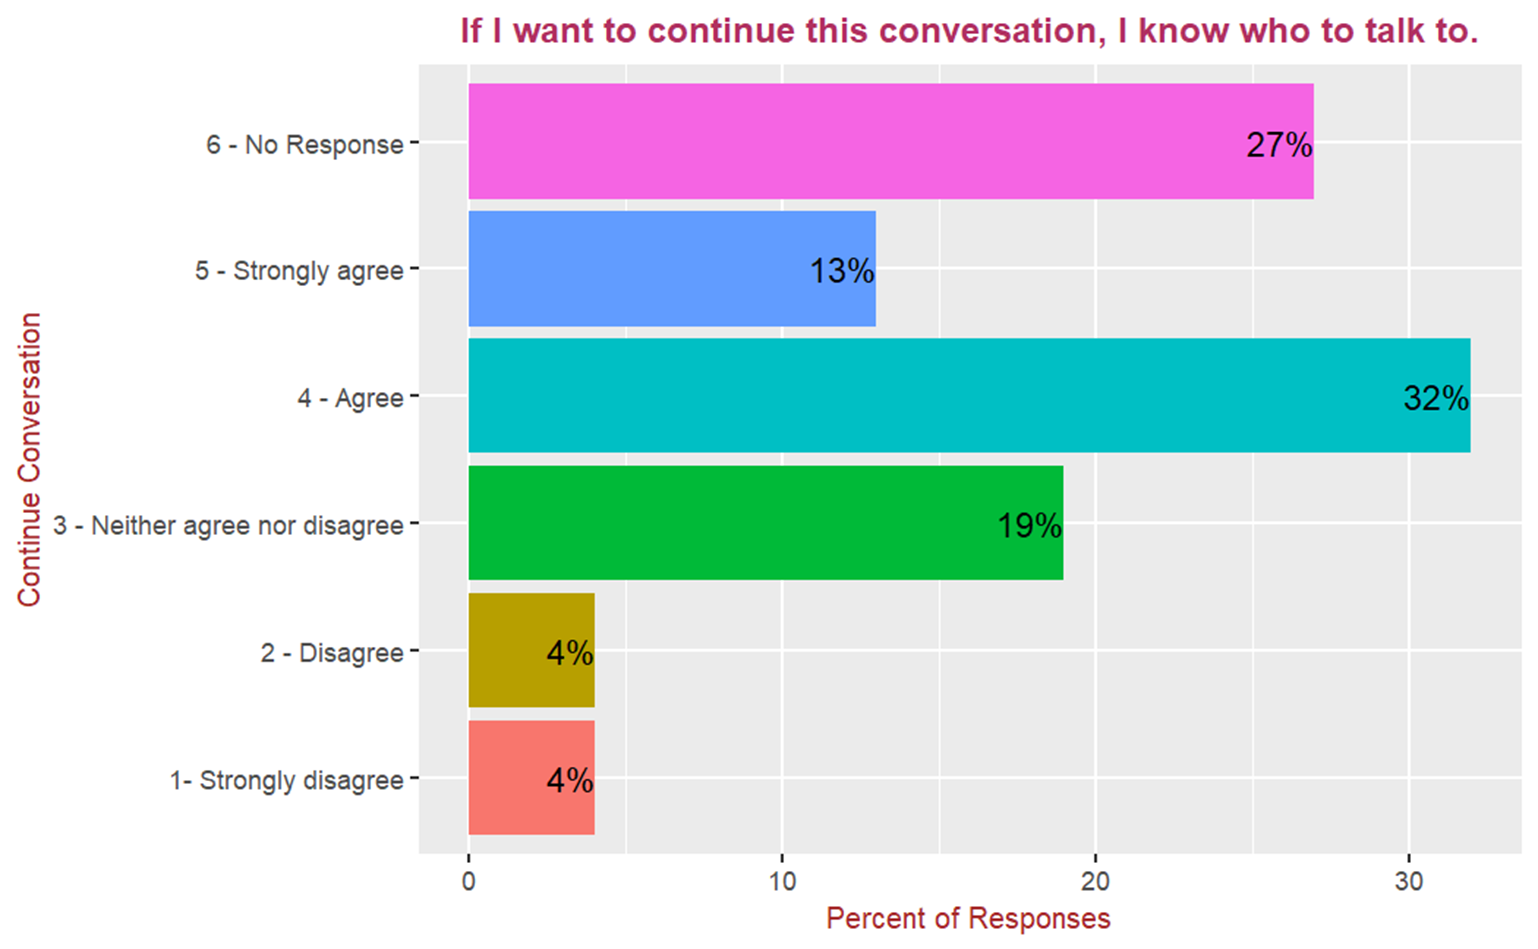 If I want to continue this conversation, I know who to talk to.
Continue Conversation
6 - No Response
27%
5 - Strongly agree
13%
4 - Agree
32%
3 - Neither agree nor disagree
19%
2 - Disagree
4%
1- Strongly disagree
4%
0 10 20 30
Percent of Responses